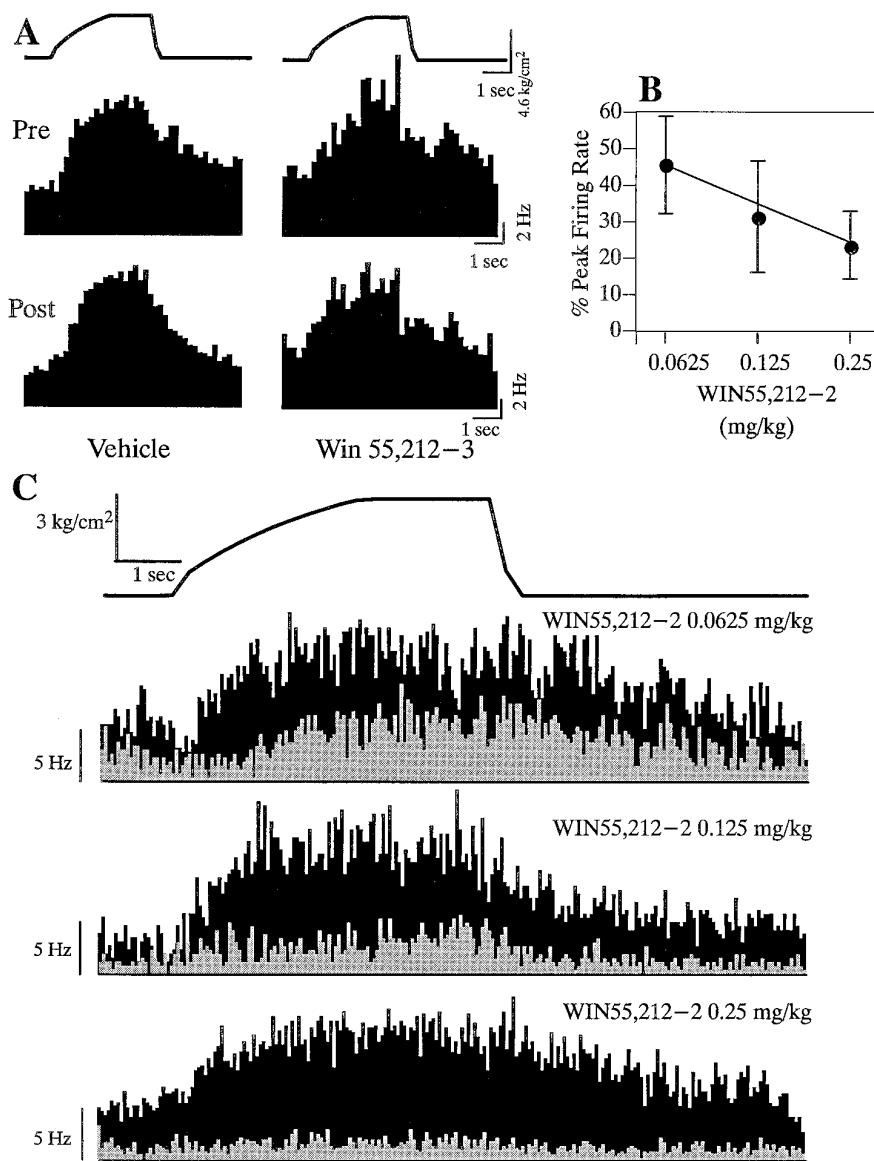 A
1 sec
4.6 kg/cm2
Pre
2 Hz
1 sec
Post
2 Hz
1 sec
Vehicle
Win 55,212−3
B
% Peak Firing Rate
60
50
40
30
20
10
0
0.0625
0.125
0.25
WIN55,212−2
(mg/kg)
C
3 kg/cm2
1 sec
WIN55,212−2 0.0625 mg/kg
5 Hz
WIN55,212−2 0.125 mg/kg
5 Hz
WIN55,212−2 0.25 mg/kg
5 Hz